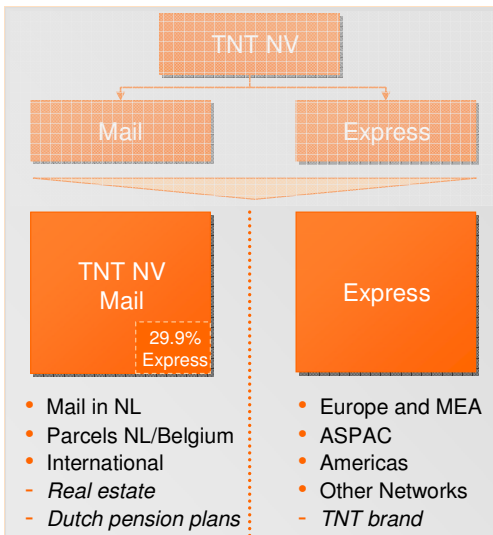 TNT NV
Mail
Express
TNT NV
Mail
29.9%
Express
Express
• Mail in NL
• Parcels NL/Belgium
• International
- Real estate
- Dutch pension plans
• Europe and MEA
• ASPAC
• Americas
• Other Networks
- TNT brand